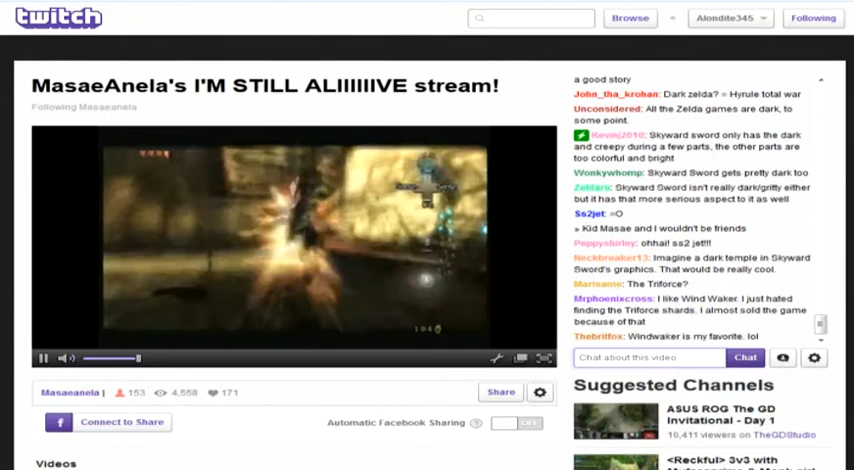 twitch
Browse
Alondite345
Following
MasaeAnela's I'M STILL ALIIIIIIVE stream!
Following Masaeanela
a good story
John_tha_krohan: Dark zelda? = Hyrule total war
Unconsidered: All the Zelda games are dark, to
some point
Kevinj2010: Skyward sword only has the dark
and creepy during a few parts, the other parts are
too colorful and bright
Wonkywhomp: Skyward Sword gets pretty dark too
Zeldaru: Skyward Sword isn't really dark/gritty either
but it has that more serious aspect to it as well
Ss2jet: =O
» Kid Masae and I wouldn't be friends
Peppyshirley: ohhai! ss2 jet!!!
Neckbreaker13: Imagine a dark temple in Skyward
Sword's graphics. That would be really cool.
Marisamo: The Triforce?
Mrphoenixcross: I like Wind Waker. I just hated
finding the Triforce shards. I almost sold the game
because of that
Thebritfox: Windwaker is my favorite. lol
104
Chat about this video
Chat
Masaeanela |
153
4,558
171
Share
f Connect to Share
Automatic Facebook Sharing
?
OFF
Suggested Channels
ASUS ROG The GD
Invitational - Day 1
16,411 viewers on TheGDStudio
<Reckful> 3v3 with
Videos